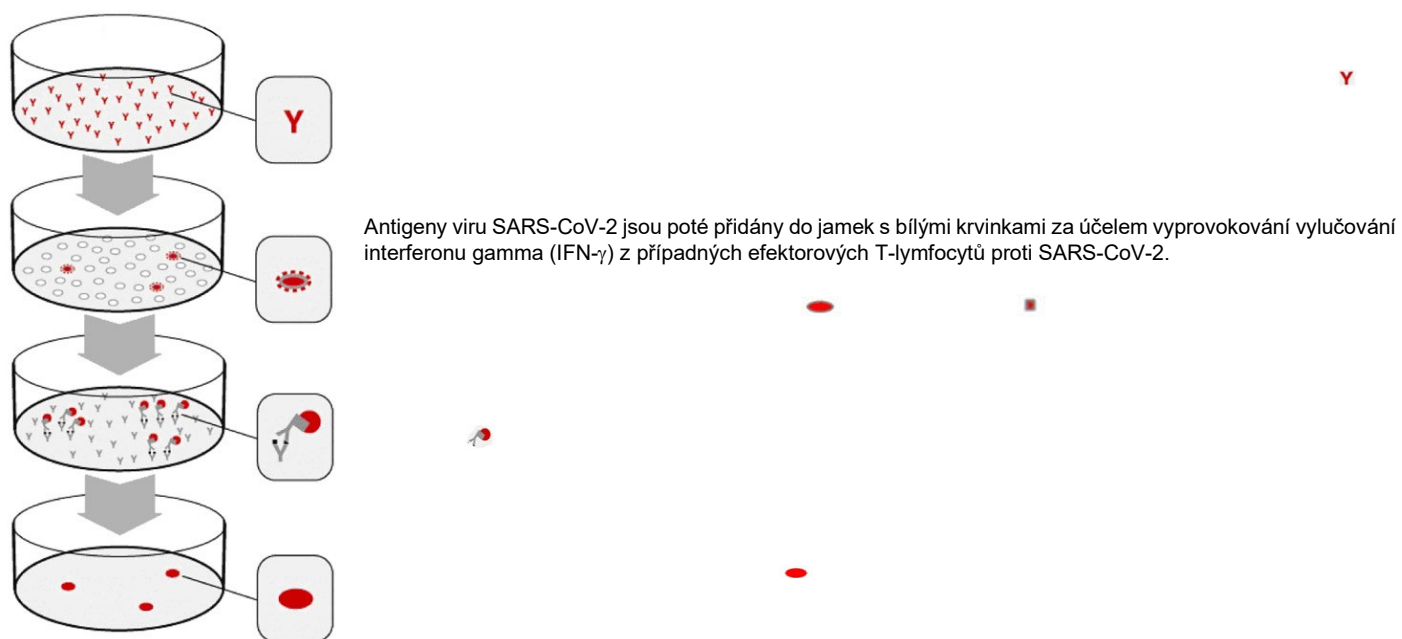 Antigeny viru SARS-CoV-2 jsou poté přidány do jamek s bílými krvinkami za účelem vyprovokování vylučování
interferonu gamma (IFN-γ) z případných efektorových T-lymfocytů proti SARS-CoV-2.